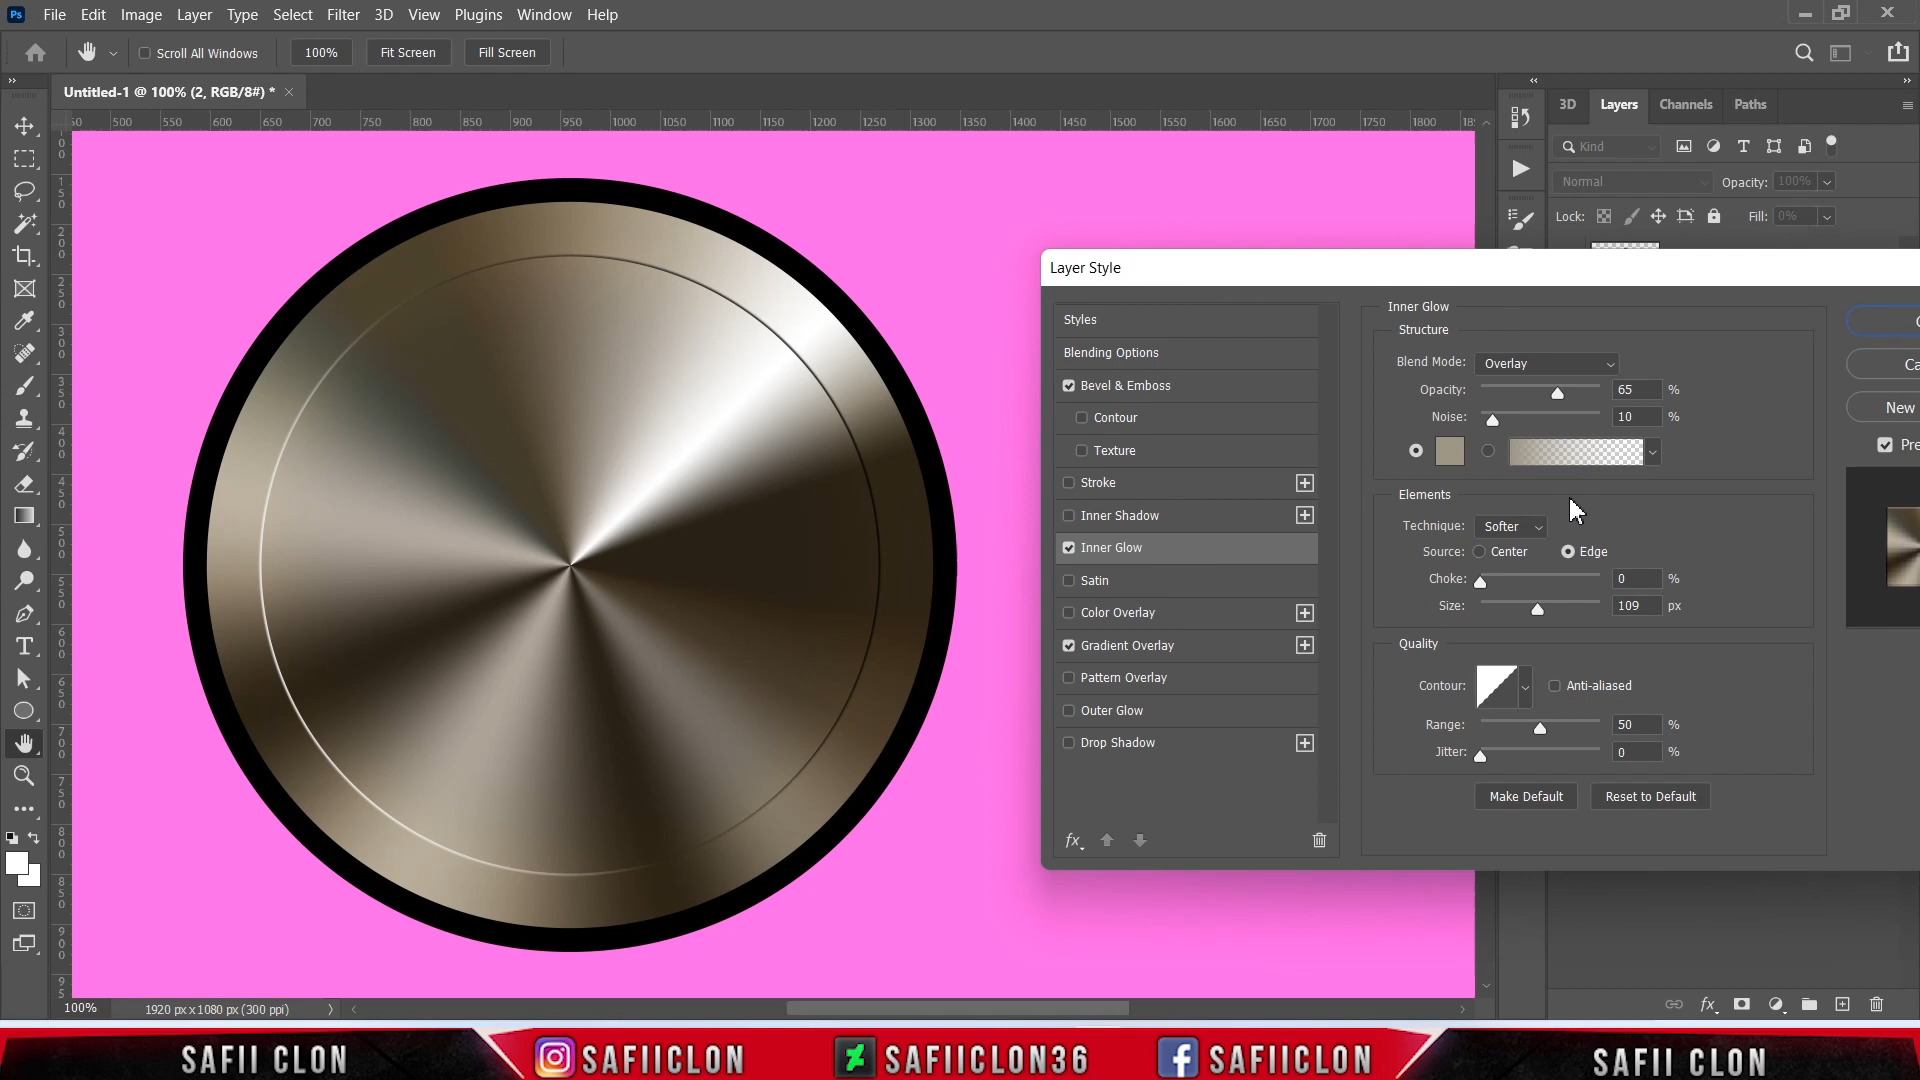 Ps File Edit Image Layer Type Select Filter 3D View Plugins Window Help
Scroll All Windows 100% Fit Screen Fill Screen
Untitled-1 @ 100% (2, RGB/8#) *
500 550 600 650 700 750 800 850 900 950 1000 1050 1100 1150 1200 1250 1300 1350 1400 1450 1500 1550 1600 1650 1700 1750 1800
3D Layers Channels Paths
Kind
Normal Opacity: 100%
Lock: Fill: 0%
Layer Style
Styles
Blending Options
Bevel & Emboss
Contour
Texture
Stroke
Inner Shadow
Inner Glow
Satin
Color Overlay
Gradient Overlay
Pattern Overlay
Outer Glow
Drop Shadow
fx
Inner Glow
Structure
Blend Mode: Overlay
Opacity: 65 %
Noise: 10 %
Elements
Technique: Softer
Source: Center Edge
Choke: 0 %
Size: 109 px
Quality
Contour: Anti-aliased
Range: 50 %
Jitter: 0 %
Make Default Reset to Default
Ca
New
Pre
100% 1920 px x 1080 px (300 ppi)
fx
SAFII CLON SAFIICLON SAFIICLON36 SAFIICLON SAFII CLON